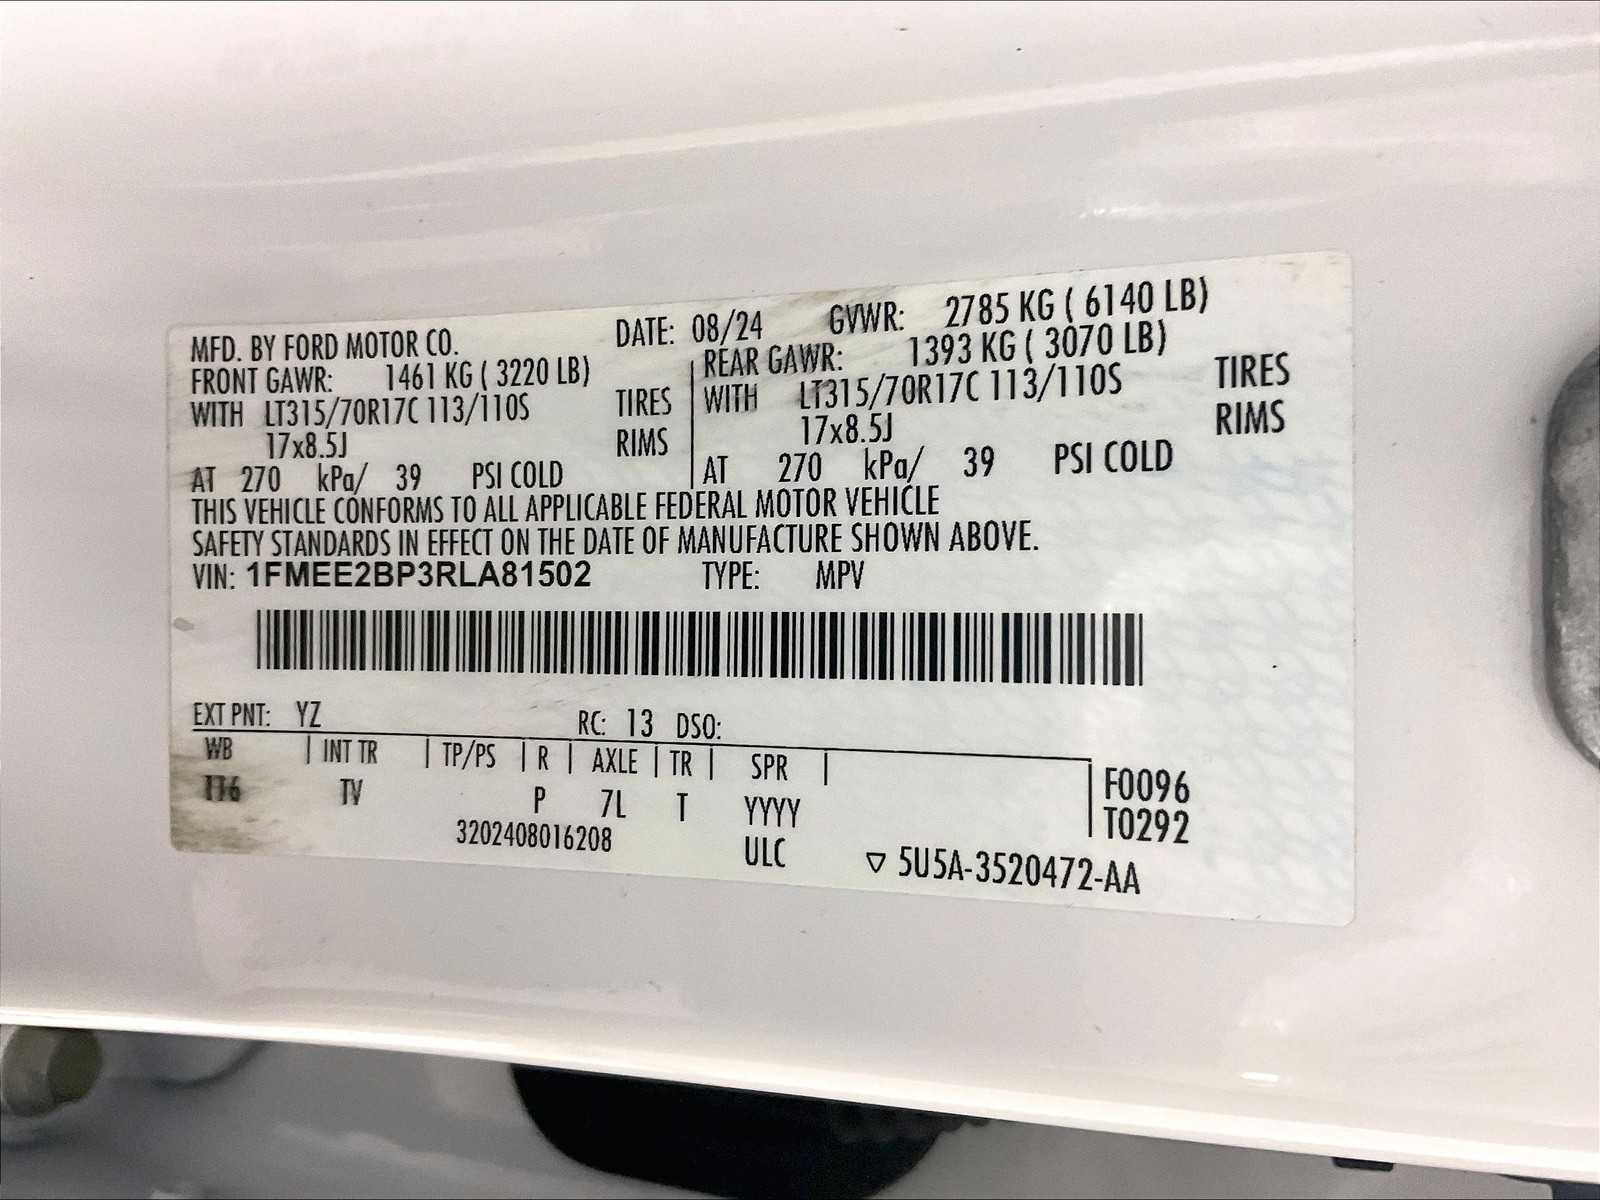 MFD. BY FORD MOTOR CO. DATE: 08/24 GVWR: 2785 KG ( 6140 LB)
FRONT GAWR: 1461 KG ( 3220 LB) REAR GAWR: 1393 KG ( 3070 LB)
WITH LT315/70R17C 113/110S TIRES WITH LT315/70R17C 113/110S TIRES
17x8.5J RIMS 17x8.5J RIMS
AT 270 kPa/ 39 PSI COLD AT 270 kPa/ 39 PSI COLD
THIS VEHICLE CONFORMS TO ALL APPLICABLE FEDERAL MOTOR VEHICLE
SAFETY STANDARDS IN EFFECT ON THE DATE OF MANUFACTURE SHOWN ABOVE.
VIN: 1FMEE2BP3RLA81502 TYPE: MPV
EXT PNT: YZ RC: 13 DSO:
WB | INT TR | TP/PS | R | AXLE | TR | SPR | F0096
116 TV P 7L T YYYY T0292
3202408016208 ULC ▽ 5U5A-3520472-AA